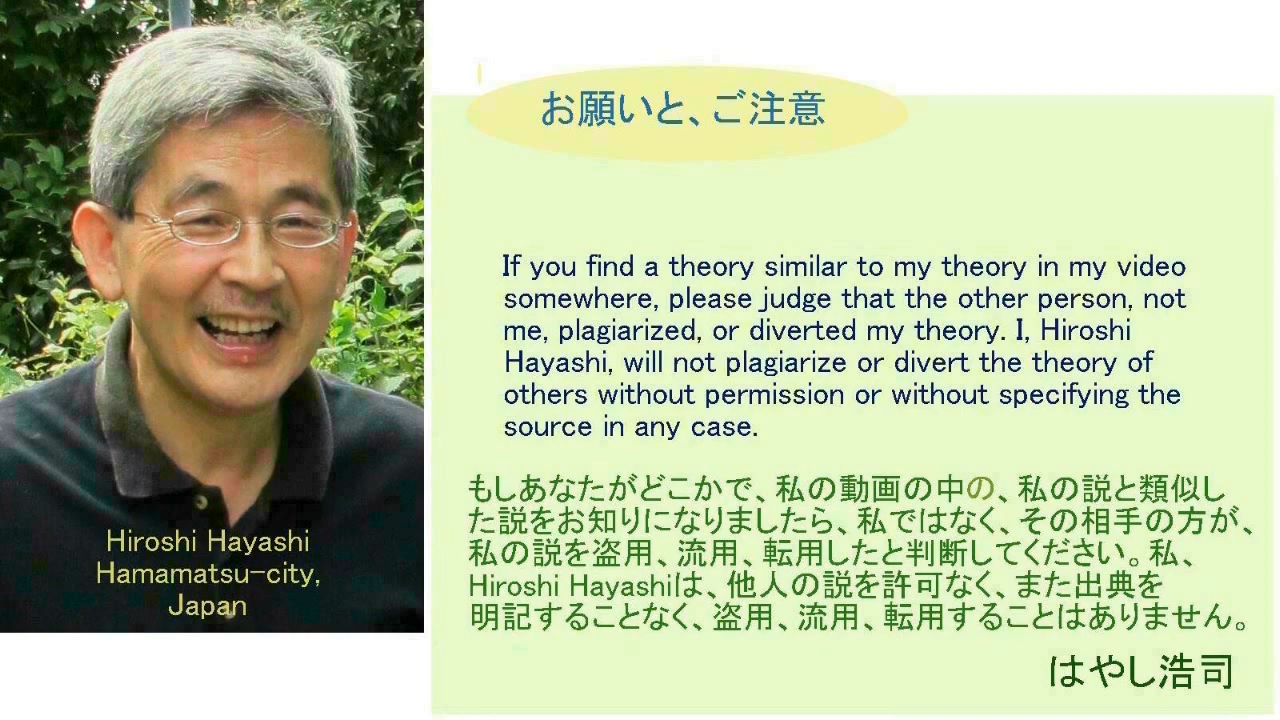 Hiroshi Hayashi
Hamamatsu-city,
Japan
お願いと、ご注意
If you find a theory similar to my theory in my video
somewhere, please judge that the other person, not
me, plagiarized, or diverted my theory. I, Hiroshi
Hayashi, will not plagiarize or divert the theory of
others without permission or without specifying the
source in any case.
もしあなたがどこかで、私の動画の中の、私の説と類似し
た説をお知りになりましたら、私ではなく、その相手の方が、
私の説を盗用、流用、転用したと判断してください。私、
Hiroshi Hayashiは、他人の説を許可なく、また出典を
明記することなく、盗用、流用、転用することはありません。
はやし浩司